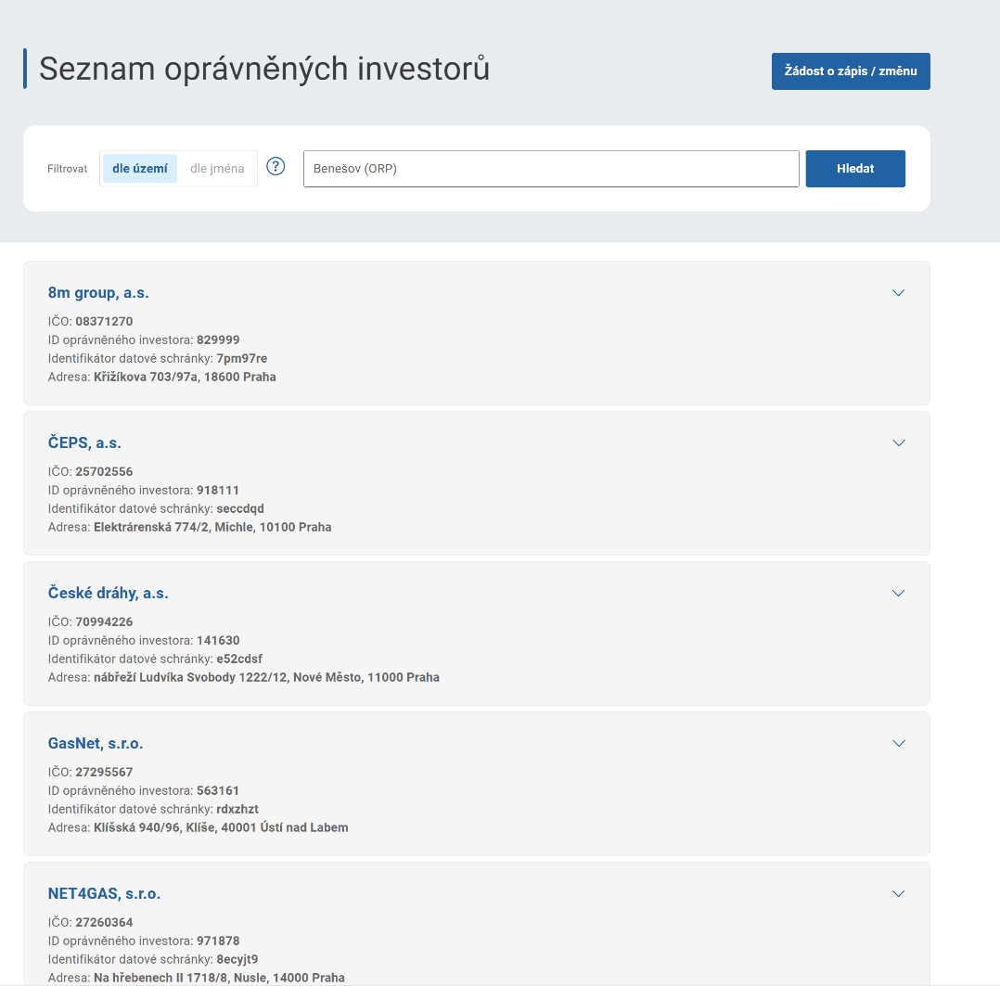 Seznam oprávněných investorů
Žádost o zápis / změnu
Filtrovat
dle území
dle jména
?
Benešov (ORP)
Hledat
8m group, a.s.
IČO: 08371270
ID oprávněného investora: 829999
Identifikátor datové schránky: 7pm97re
Adresa: Křižíkova 703/97a, 18600 Praha
ČEPS, a.s.
IČO: 25702556
ID oprávněného investora: 918111
Identifikátor datové schránky: seccdqd
Adresa: Elektrárenská 774/2, Michle, 10100 Praha
České dráhy, a.s.
IČO: 70994226
ID oprávněného investora: 141630
Identifikátor datové schránky: e52cdsf
Adresa: nábřeží Ludvíka Svobody 1222/12, Nové Město, 11000 Praha
GasNet, s.r.o.
IČO: 27295567
ID oprávněného investora: 563161
Identifikátor datové schránky: rdxzhzt
Adresa: Klíšská 940/96, Klíše, 40001 Ústí nad Labem
NET4GAS, s.r.o.
IČO: 27260364
ID oprávněného investora: 971878
Identifikátor datové schránky: 8ecyjt9
Adresa: Na hřebenech II 1718/8, Nusle, 14000 Praha